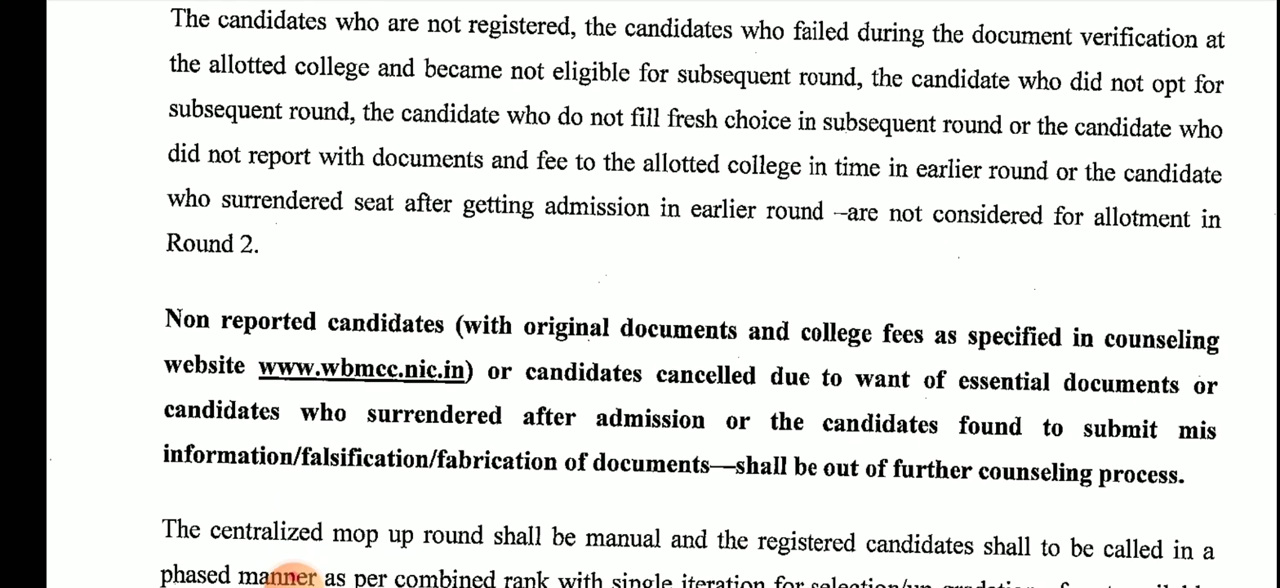 The candidates who are not registered, the candidates who failed during the document verification at
the allotted college and became not eligible for subsequent round, the candidate who did not opt for
subsequent round, the candidate who do not fill fresh choice in subsequent round or the candidate who
did not report with documents and fee to the allotted college in time in earlier round or the candidate
who surrendered seat after getting admission in earlier round –are not considered for allotment in
Round 2.
Non reported candidates (with original documents and college fees as specified in counseling
website www.wbmcc.nic.in) or candidates cancelled due to want of essential documents or
candidates who surrendered after admission or the candidates found to submit mis
information/falsification/fabrication of documents—shall be out of further counseling process.
The centralized mop up round shall be manual and the registered candidates shall to be called in a
phased manner as per combined rank with single iteration for